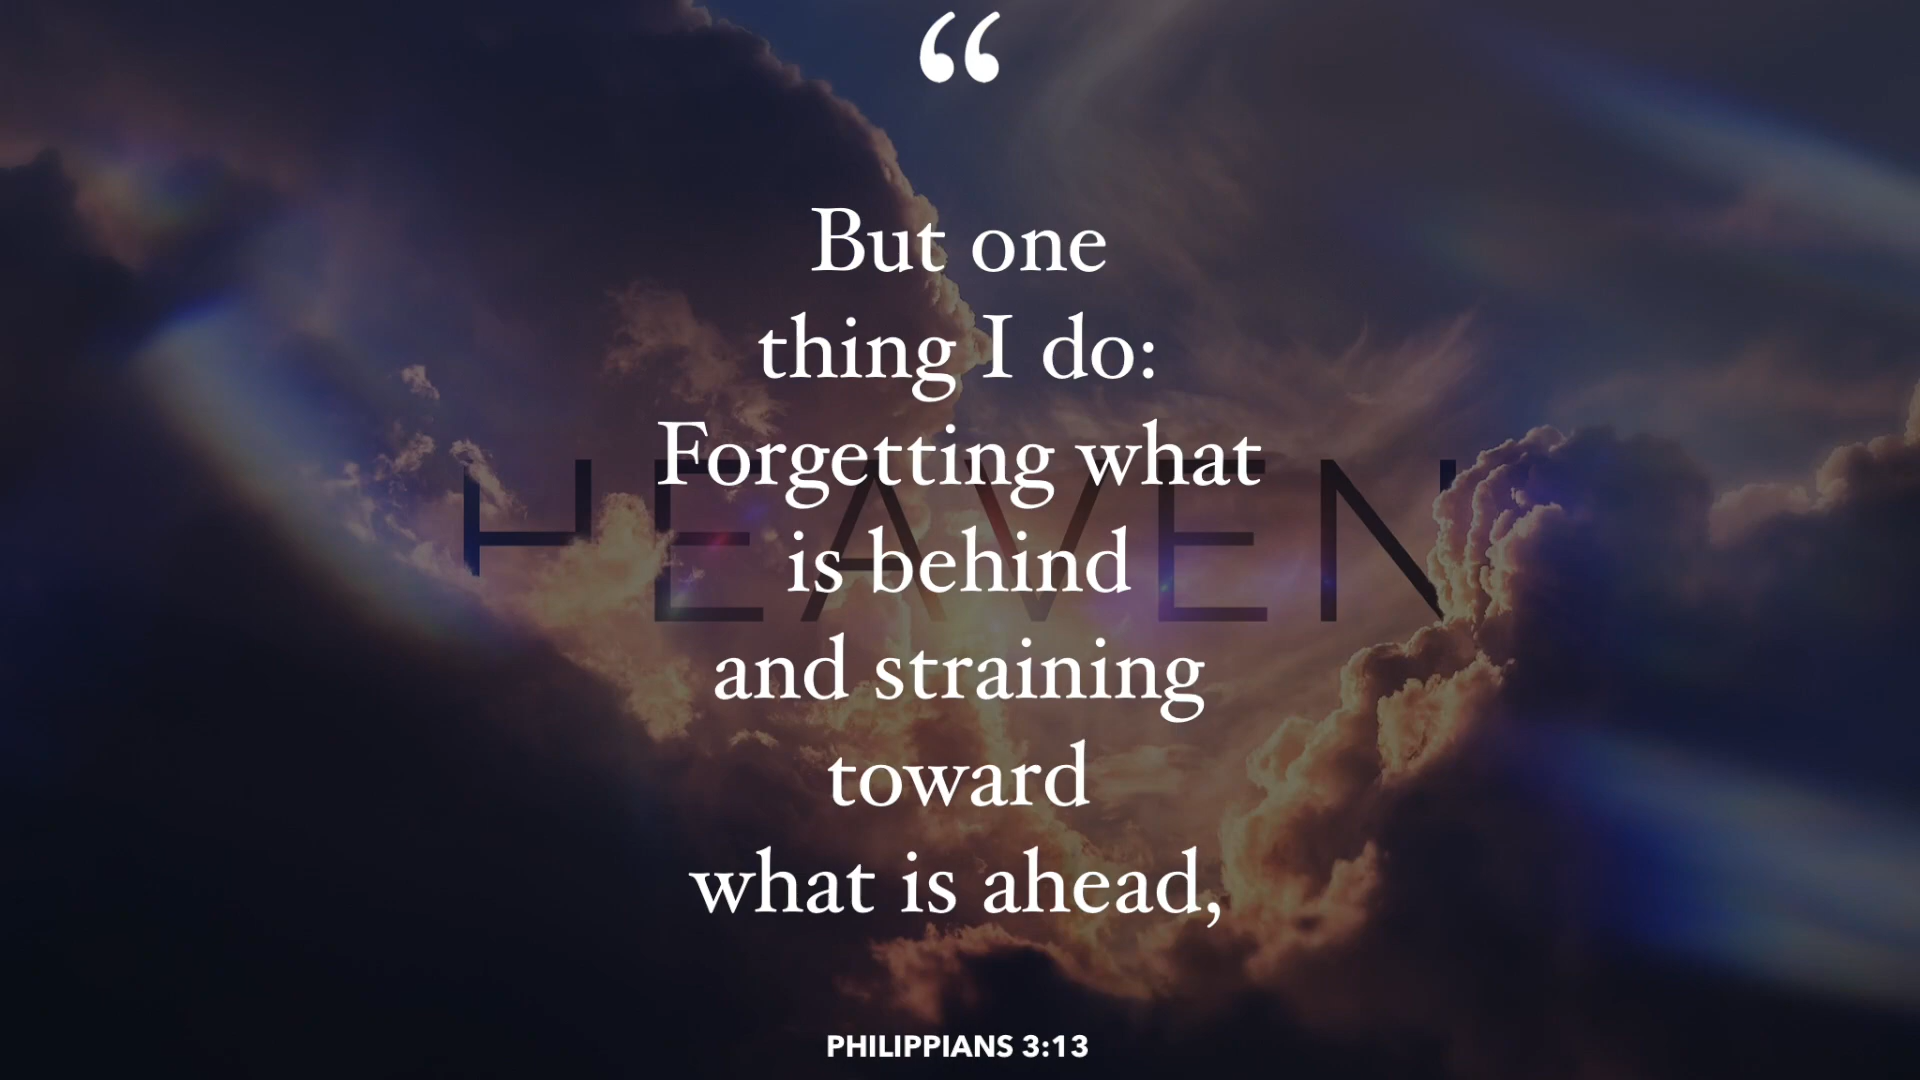 “
But one
thing I do:
Forgetting what
HEAVEN
is behind
and straining
toward
what is ahead,
PHILIPPIANS 3:13